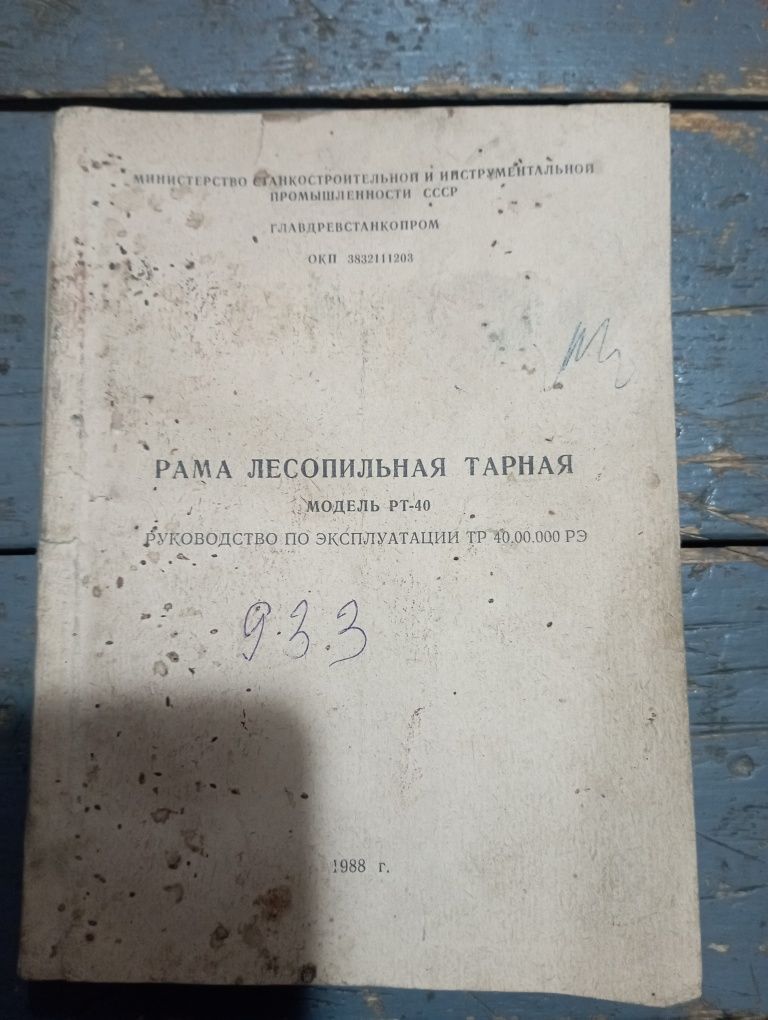 МИНИСТЕРСТВО СТАНКОСТРОИТЕЛЬНОЙ И ИНСТРУМЕНТАЛЬНОЙ
ПРОМЫШЛЕННОСТИ СССР
ГЛАВДРЕВСТАНКОПРОМ
ОКП 3832111203
РАМА ЛЕСОПИЛЬНАЯ ТАРНАЯ
МОДЕЛЬ РТ-40
РУКОВОДСТВО ПО ЭКСПЛУАТАЦИИ ТР 40.00.000 РЭ
933
1988 г.